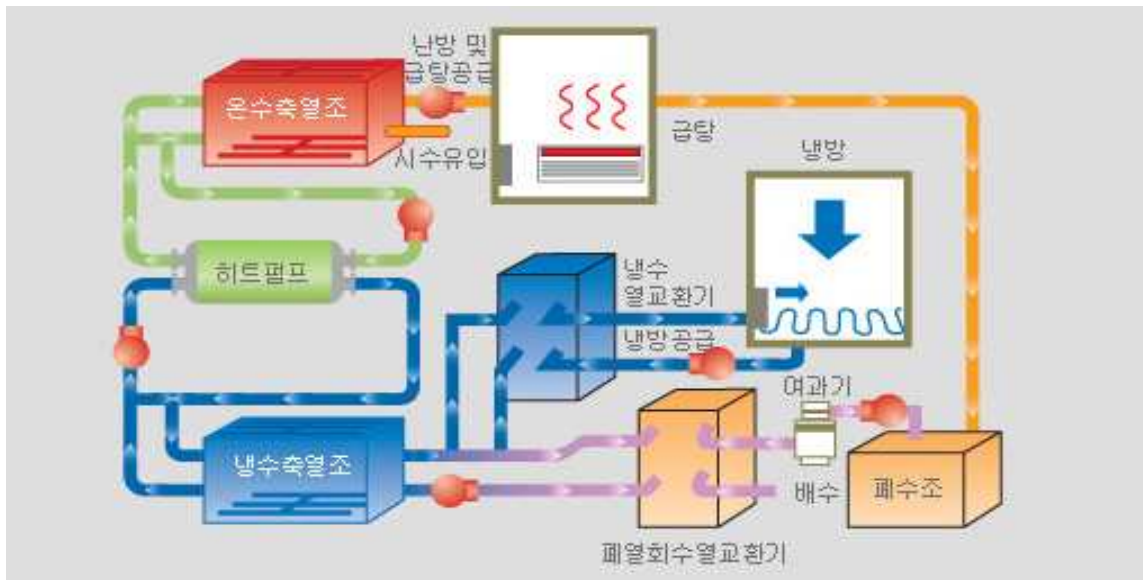 난방 및
급탕공급
온수축열조
시수유입
급탕
냉방
히트펌프
냉수
열교환기
냉방공급
여과기
냉수축열조
배수
폐수조
폐열회수열교환기